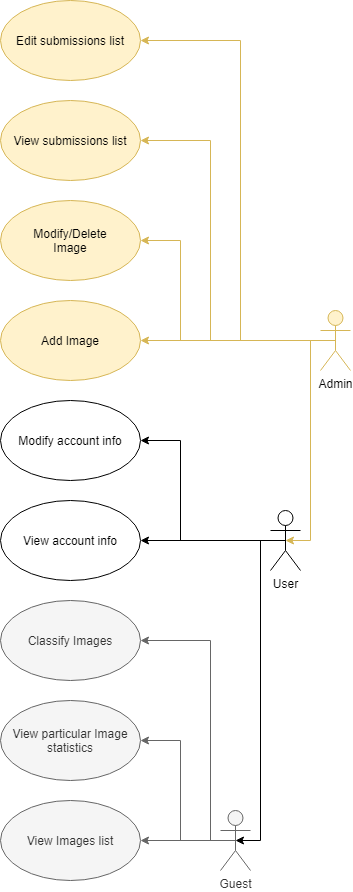 Edit submissions list
View submissions list
Modify/Delete
Image
Add Image
Admin
Modify account info
View account info
User
Classify Images
View particular Image
statistics
View Images list
Guest